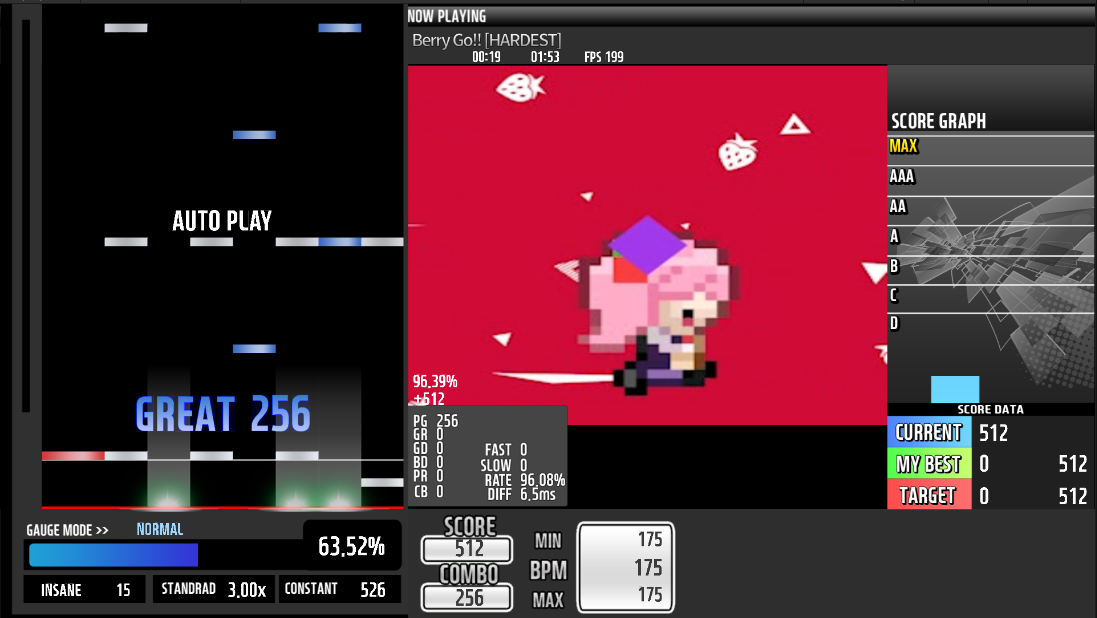 NOW PLAYING
Berry Go!! [HARDEST]
00:19 01:53 FPS 199
AUTO PLAY
GREAT 256
SCORE GRAPH
MAX
AAA
AA
A
B
C
D
96.39%
+512
PG 256
GR 0
GD 0
BD 0
PR 0
CB 0
FAST 0
SLOW 0
RATE 96.08%
DIFF 6.5ms
SCORE DATA
CURRENT 512
MY BEST 0 512
TARGET 0 512
GAUGE MODE >> NORMAL
63.52%
INSANE 15 STANDRAD 3.00x CONSTANT 526
SCORE
512
COMBO
256
MIN 175
BPM 175
MAX 175